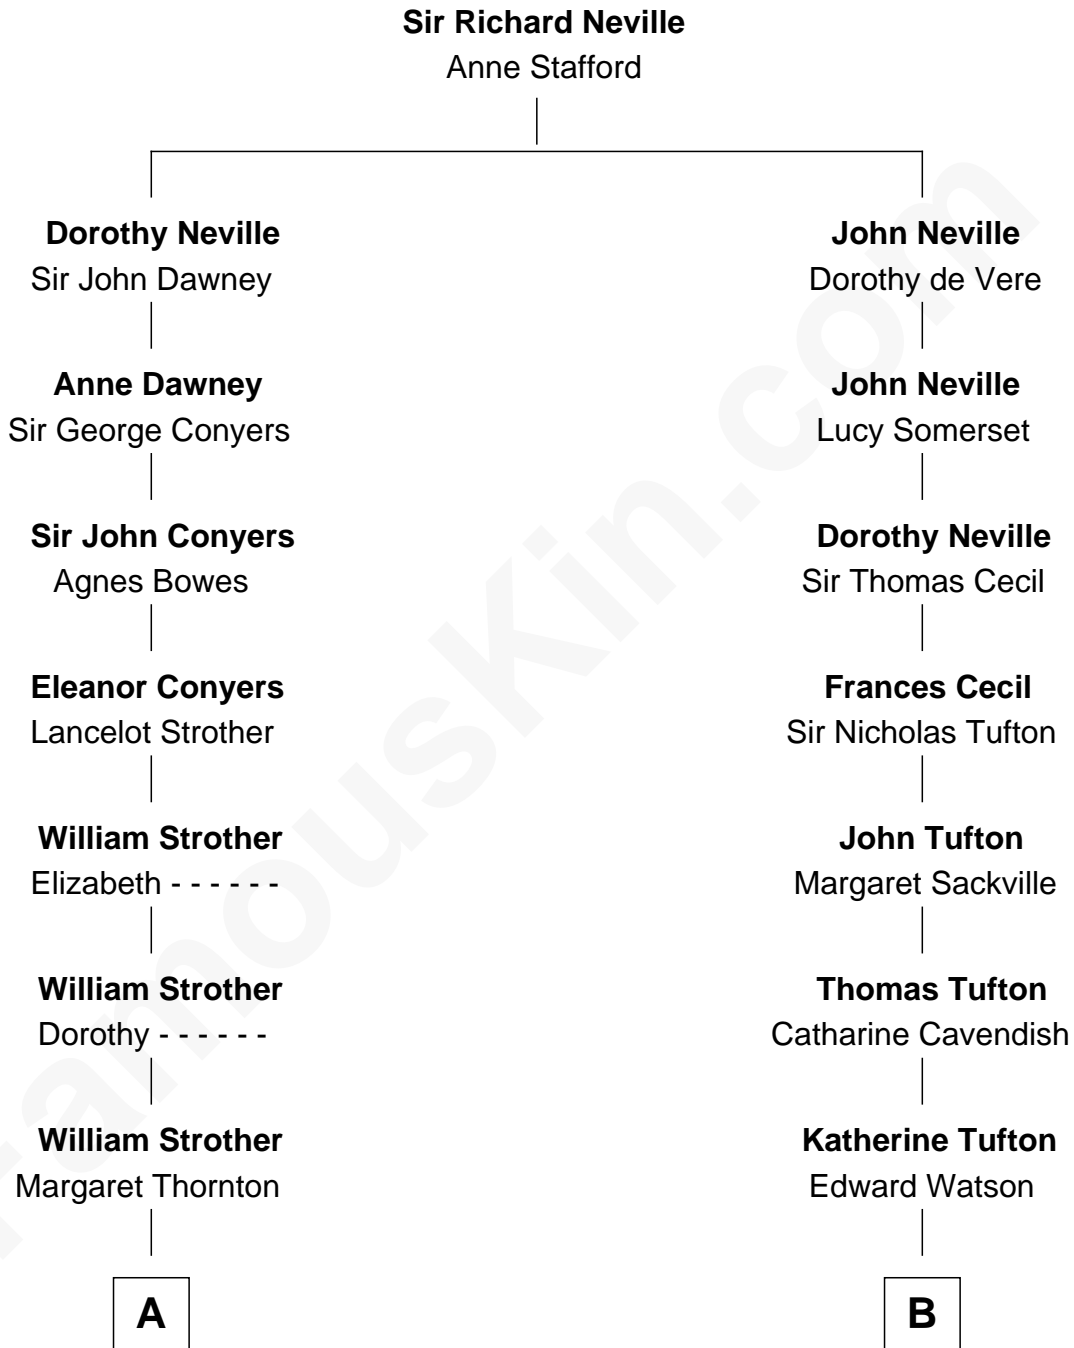 Sir Richard Neville
Anne Stafford
Dorothy Neville
Sir John Dawney
John Neville
Dorothy de Vere
Anne Dawney
Sir George Conyers
John Neville
Lucy Somerset
Sir John Conyers
Agnes Bowes
Dorothy Neville
Sir Thomas Cecil
Eleanor Conyers
Lancelot Strother
Frances Cecil
Sir Nicholas Tufton
William Strother
Elizabeth - - - - - -
John Tufton
Margaret Sackville
William Strother
Dorothy - - - - - -
Thomas Tufton
Catharine Cavendish
William Strother
Margaret Thornton
Katherine Tufton
Edward Watson
A
B
FamousKin.com